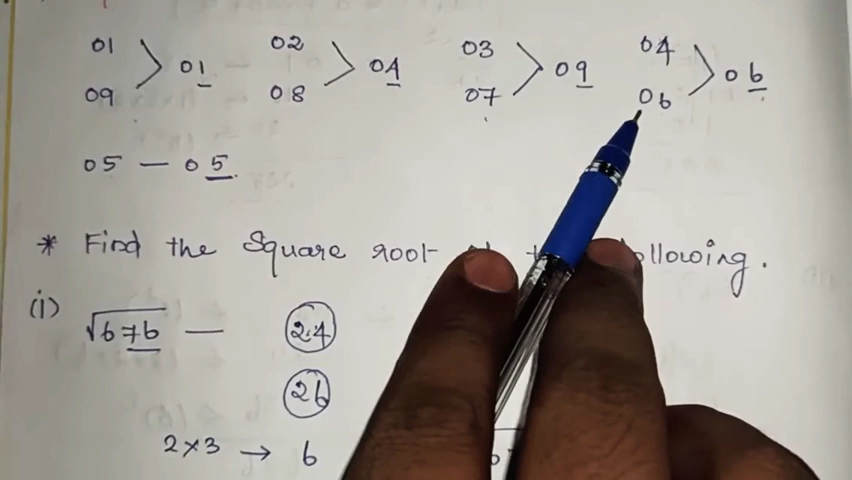 01 > 01 02 > 04 03 > 09 04 > 06
09 08 07 06
05 — 05.
* Find the Square root following.
(i) √676 — 24
26
2×3 → 6